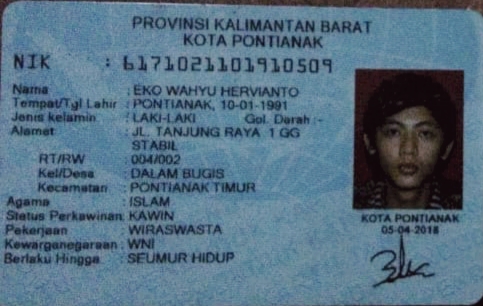 PROVINSI KALIMANTAN BARAT
KOTA PONTIANAK
NIK : 6171021101910509
Nama : EKO WAHYU HERVIANTO
Tempat/Tgl Lahir : PONTIANAK, 10-01-1991
Jenis kelamin : LAKI-LAKI Gol. Darah :-
Alamat : JL. TANJUNG RAYA 1 GG
STABIL
RT/RW : 004/002
Kel/Desa : DALAM BUGIS
Kecamatan : PONTIANAK TIMUR
Agama : ISLAM
Status Perkawinan: KAWIN
Pekerjaan : WIRASWASTA
Kewarganegaraan: WNI
Berlaku Hingga : SEUMUR HIDUP
KOTA PONTIANAK
05-04-2018